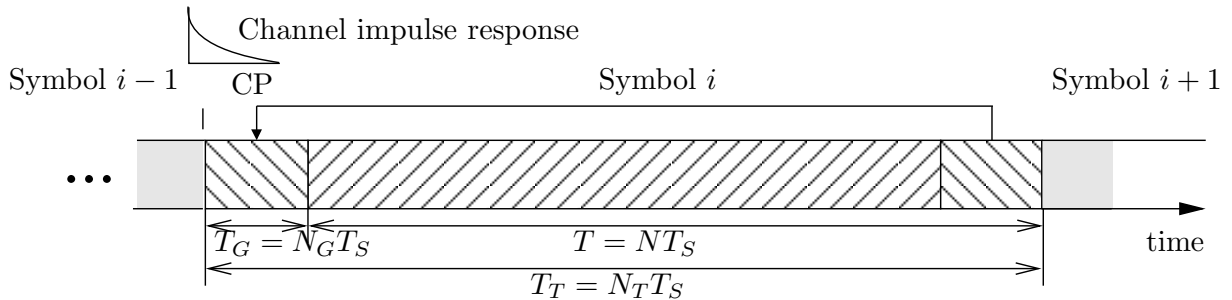 Channel impulse response
Symbol i − 1
CP
Symbol i
Symbol i + 1
...
T_G = N_G T_S
T = N T_S
time
T_T = N_T T_S